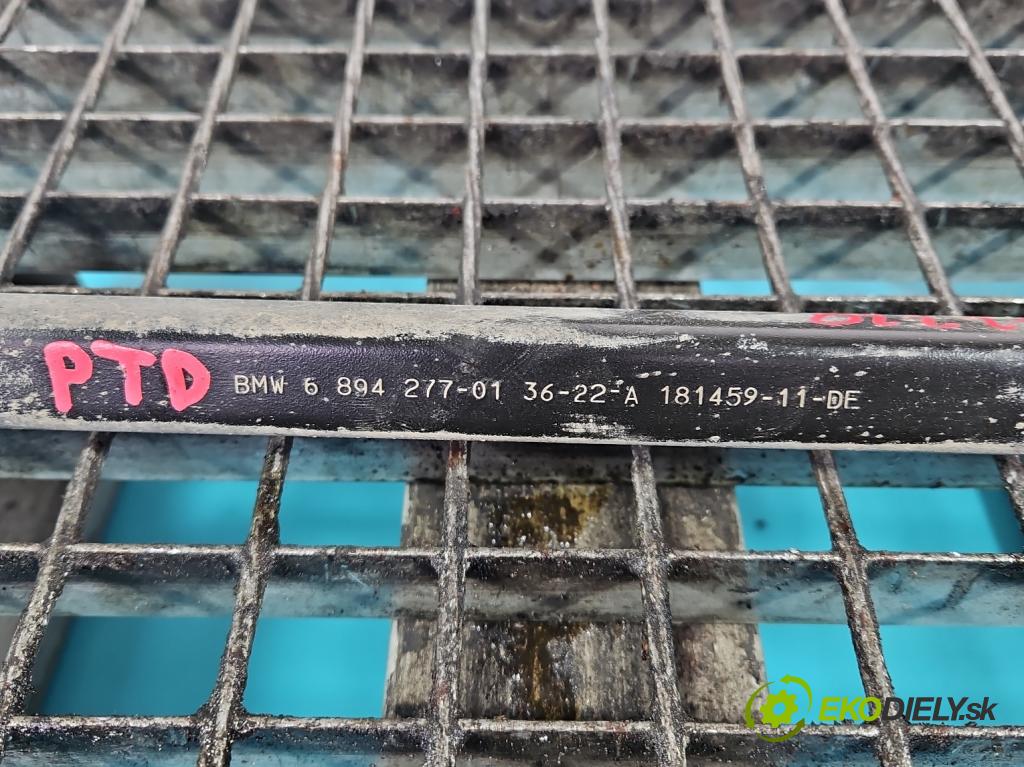 PTD BMW 6 894 277-01 36-22-A 181459-11-DE
EKODIELY.sk